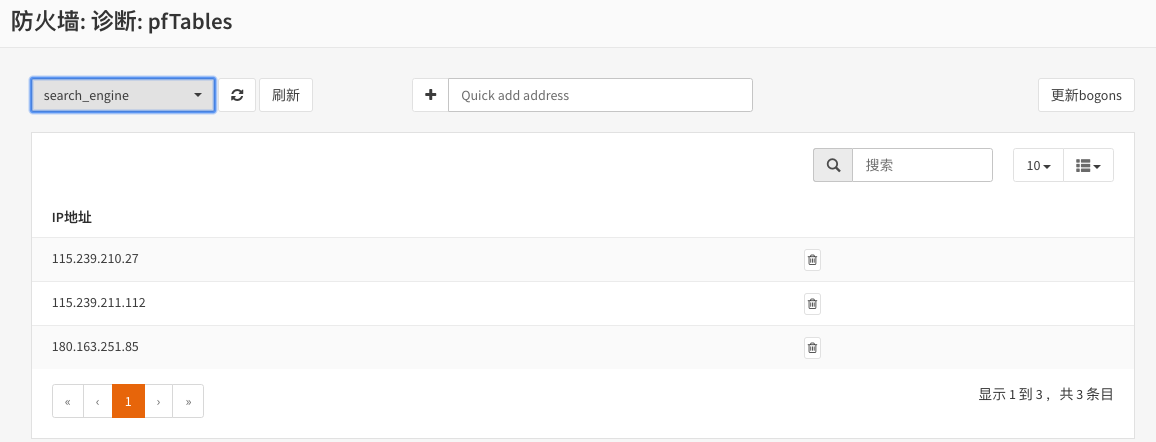 防火墙: 诊断: pfTables
search_engine 刷新 Quick add address 更新bogons
搜索 10
IP地址
115.239.210.27
115.239.211.112
180.163.251.85
« ‹ 1 › » 显示 1 到 3 ，共 3 条目